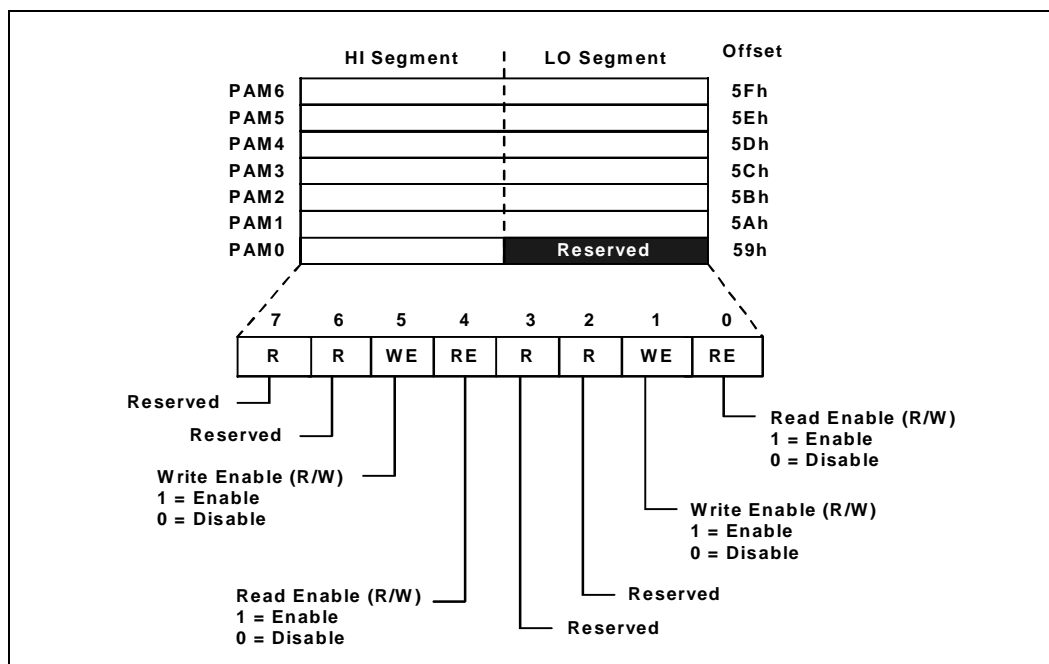 HI Segment LO Segment Offset
PAM6 5Fh
PAM5 5Eh
PAM4 5Dh
PAM3 5Ch
PAM2 5Bh
PAM1 5Ah
PAM0 Reserved 59h
7 6 5 4 3 2 1 0
R R WE RE R R WE RE
Reserved
Reserved
Write Enable (R/W)
1 = Enable
0 = Disable
Read Enable (R/W)
1 = Enable
0 = Disable
Reserved
Reserved
Write Enable (R/W)
1 = Enable
0 = Disable
Read Enable (R/W)
1 = Enable
0 = Disable